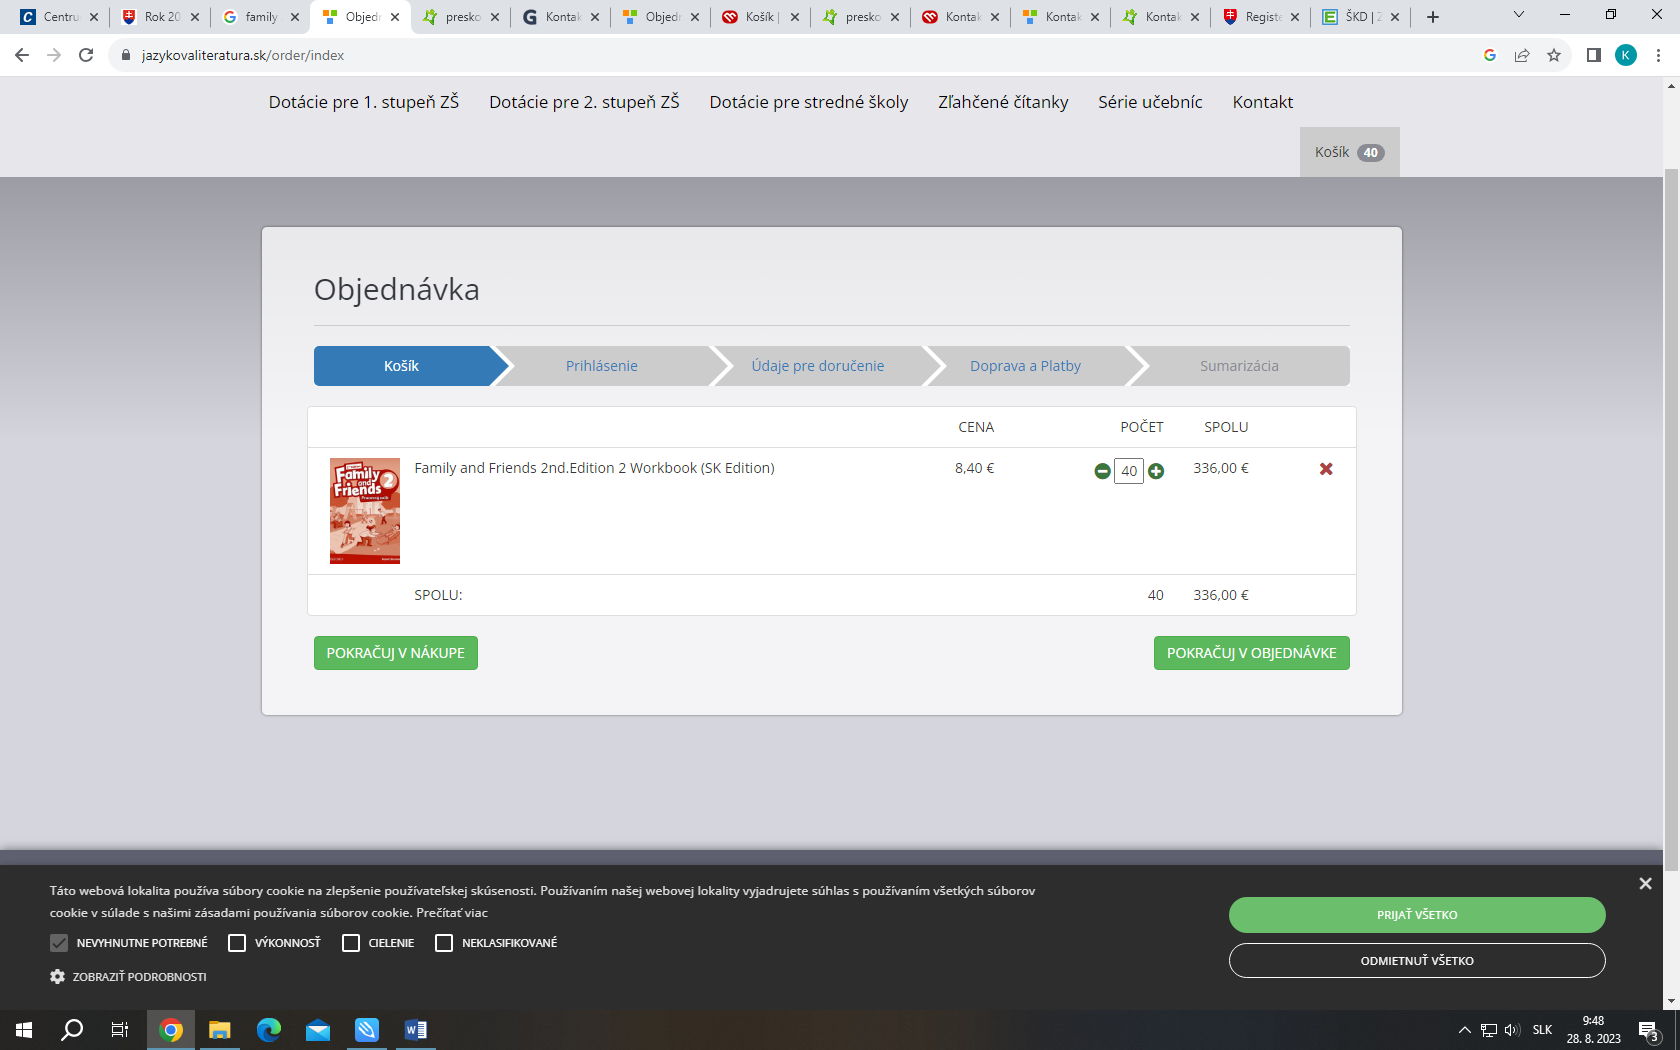 Centru
Rok 20
family
Objedn
presko
Kontak
Objedn
Košík |
presko
Kontak
Kontak
Kontak
Registe
ŠKD | Z
jazykovaliteratura.sk/order/index
K
Dotácie pre 1. stupeň ZŠ Dotácie pre 2. stupeň ZŠ Dotácie pre stredné školy Zľahčené čítanky Série učebníc Kontakt
Košík 40
Objednávka
Košík Prihlásenie Údaje pre doručenie Doprava a Platby Sumarizácia
CENA POČET SPOLU
Family and Friends 2
Family and Friends 2nd.Edition 2 Workbook (SK Edition) 8,40 € 40 336,00 €
SPOLU: 40 336,00 €
POKRAČUJ V NÁKUPE POKRAČUJ V OBJEDNÁVKE
Táto webová lokalita používa súbory cookie na zlepšenie používateľskej skúsenosti. Používaním našej webovej lokality vyjadrujete súhlas s používaním všetkých súborov
cookie v súlade s našimi zásadami používania súborov cookie. Prečítať viac
NEVYHNUTNE POTREBNÉ VÝKONNOSŤ CIELENIE NEKLASIFIKOVANÉ
ZOBRAZIŤ PODROBNOSTI
PRIJAŤ VŠETKO
ODMIETNUŤ VŠETKO
SLK
9:48
28. 8. 2023
3